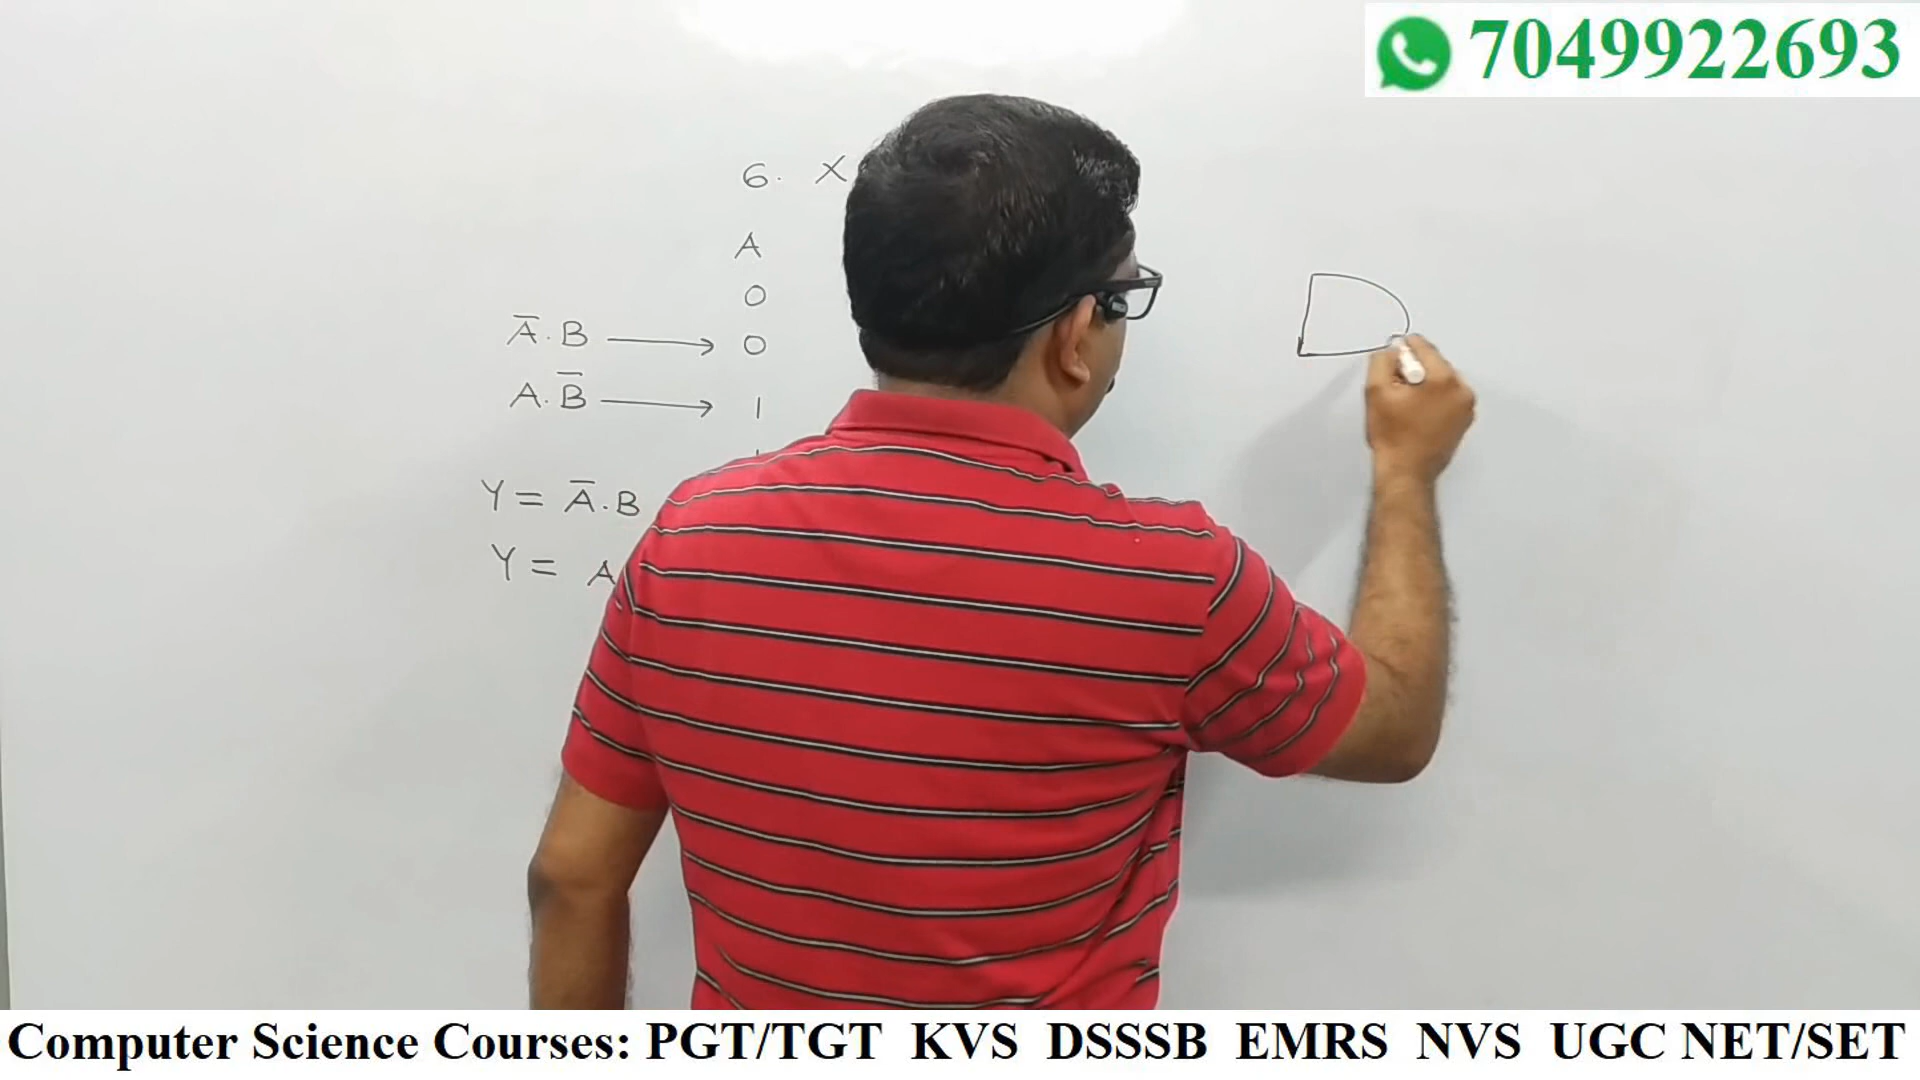 7049922693
6. X
A
0
A̅.B → 0
A.B̅ → 1
Y = A̅.B
Y = A
Computer Science Courses: PGT/TGT KVS DSSSB EMRS NVS UGC NET/SET